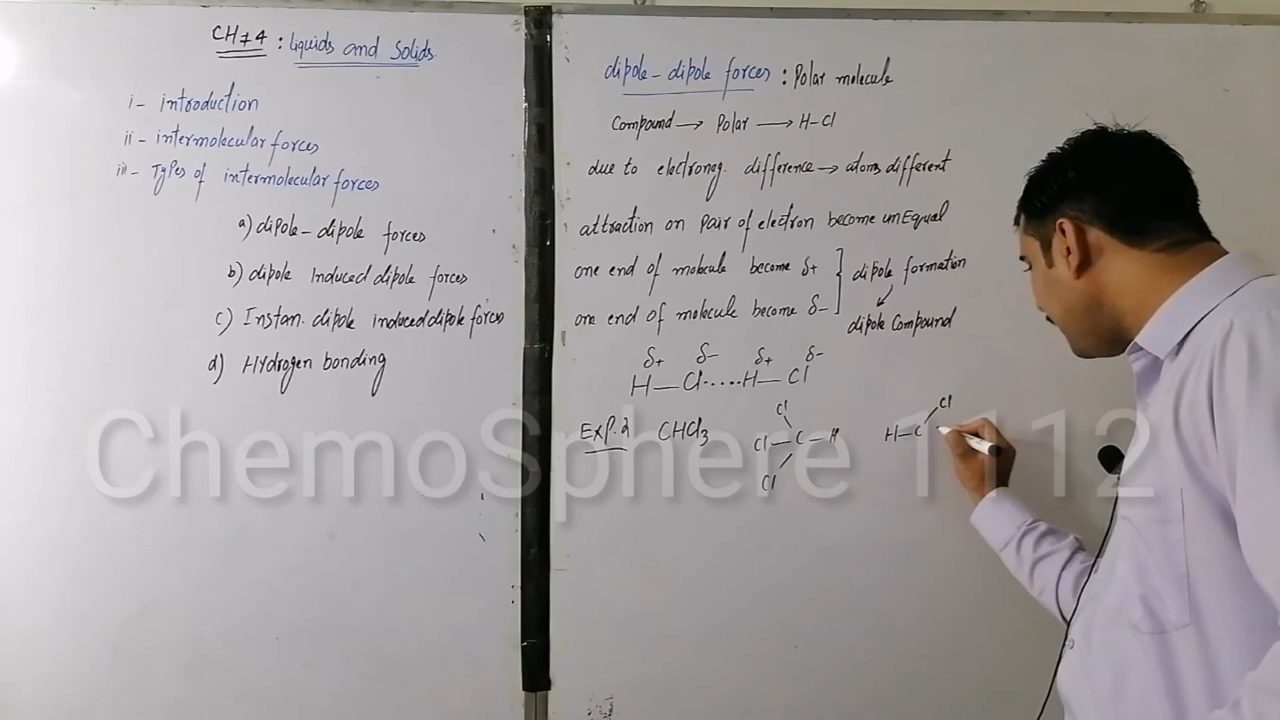 CH#4 : Liquids and Solids.
i- introduction
ii- intermolecular forces
iii- Types of intermolecular forces
a) dipole-dipole forces
b) dipole Induced dipole forces
c) Instan. dipole induced dipole forces
d) Hydrogen bonding
dipole-dipole forces : Polar molecule
Compound → Polar → H-Cl
due to electroneg. difference → atoms different
attraction on Pair of electron become unEqual
one end of molecule become δ+
one end of molecule become δ-
} dipole formation
dipole Compound
δ+ δ- δ+ δ-
H—Cl.....H—Cl
Exp.2 CHCl3
Cl
Cl—C—H
Cl
Cl
H—C
ChemoSphere 1112